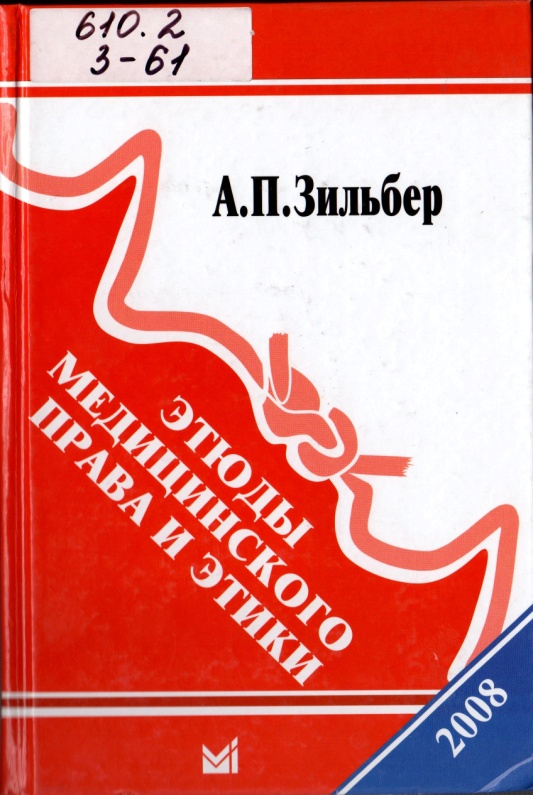 610.2
З-61
А.П.Зильбер
ЭТЮДЫ
МЕДИЦИНСКОГО
ПРАВА И ЭТИКИ
2008